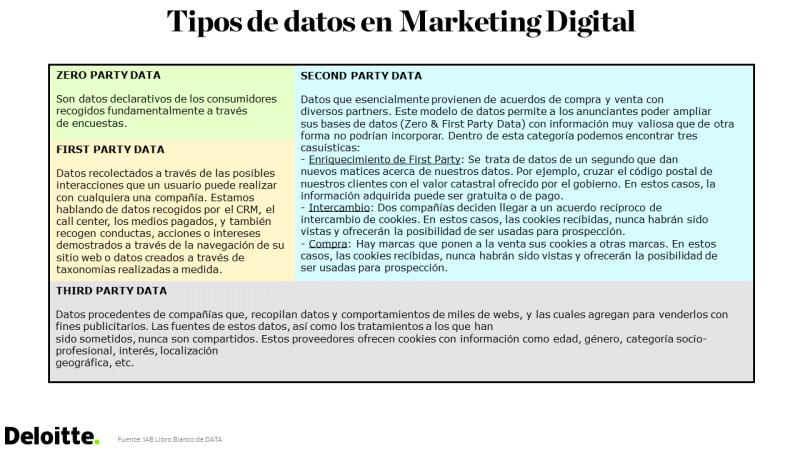 Tipos de datos en Marketing Digital
ZERO PARTY DATA
Son datos declarativos de los consumidores
recogidos fundamentalmente a través
de encuestas.
FIRST PARTY DATA
Datos recolectados a través de las posibles
interacciones que un usuario puede realizar
con cualquiera una compañía. Estamos
hablando de datos recogidos por el CRM, el
call center, los medios pagados, y también
recogen conductas, acciones o intereses
demostrados a través de la navegación de su
sitio web o datos creados a través de
taxonomías realizadas a medida.
SECOND PARTY DATA
Datos que esencialmente provienen de acuerdos de compra y venta con
diversos partners. Este modelo de datos permite a los anunciantes poder ampliar
sus bases de datos (Zero & First Party Data) con información muy valiosa que de otra
forma no podrían incorporar. Dentro de esta categoría podemos encontrar tres
casuísticas:
- Enriquecimiento de First Party: Se trata de datos de un segundo que dan
nuevos matices acerca de nuestros datos. Por ejemplo, cruzar el código postal de
nuestros clientes con el valor catastral ofrecido por el gobierno. En estos casos, la
información adquirida puede ser gratuita o de pago.
- Intercambio: Dos compañías deciden llegar a un acuerdo recíproco de
intercambio de cookies. En estos casos, las cookies recibidas, nunca habrán sido
vistas y ofrecerán la posibilidad de ser usadas para prospección.
- Compra: Hay marcas que ponen a la venta sus cookies a otras marcas. En estos
casos, las cookies recibidas, nunca habrán sido vistas y ofrecerán la posibilidad de
ser usadas para prospección.
THIRD PARTY DATA
Datos procedentes de compañías que, recopilan datos y comportamientos de miles de webs, y las cuales agregan para venderlos con
fines publicitarios. Las fuentes de estos datos, así como los tratamientos a los que han
sido sometidos, nunca son compartidos. Estos proveedores ofrecen cookies con información como edad, género, categoría socio-
profesional, interés, localización
geográfica, etc.
Deloitte.
Fuente: IAB Libro Blanco de DATA